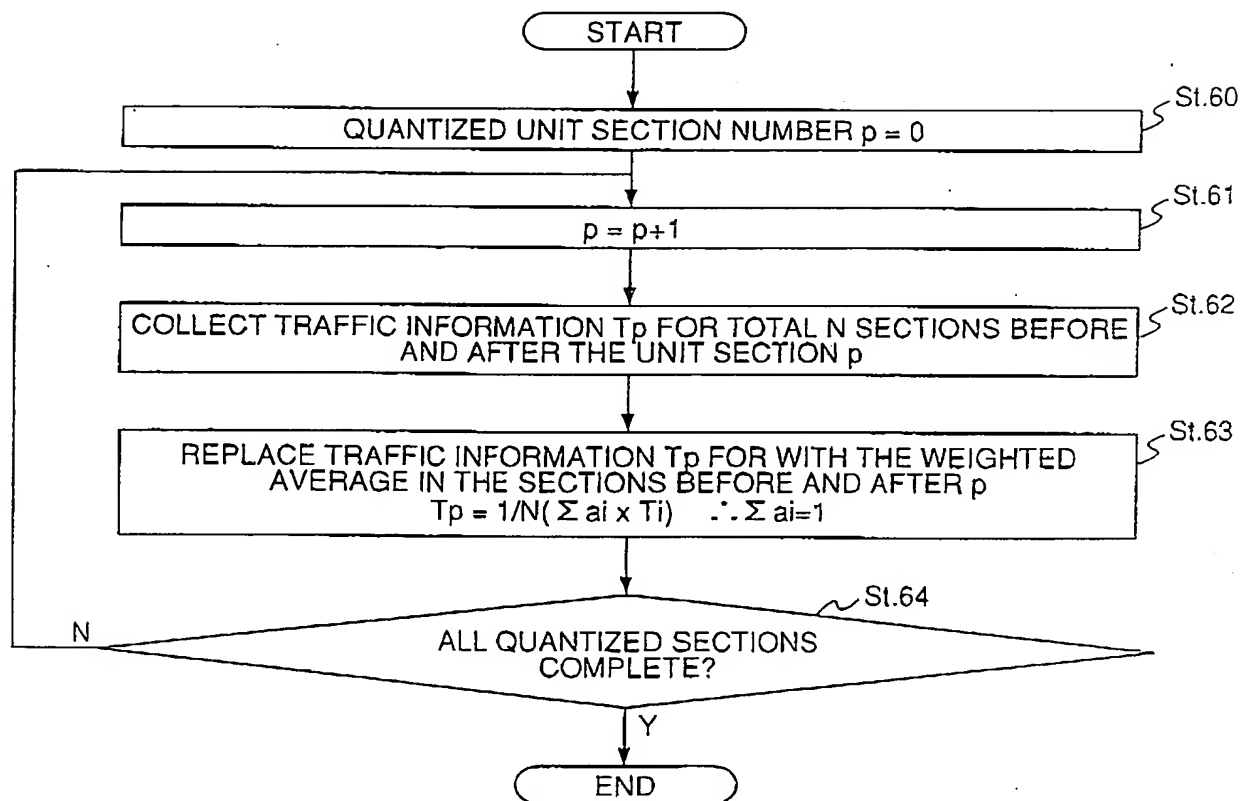 START
St.60
QUANTIZED UNIT SECTION NUMBER p = 0
St.61
p = p+1
St.62
COLLECT TRAFFIC INFORMATION Tp FOR TOTAL N SECTIONS BEFORE
AND AFTER THE UNIT SECTION p
St.63
REPLACE TRAFFIC INFORMATION Tp FOR WITH THE WEIGHTED
AVERAGE IN THE SECTIONS BEFORE AND AFTER p
Tp = 1/N( Σ ai x Ti) ∴ Σ ai=1
St.64
N
ALL QUANTIZED SECTIONS
COMPLETE?
Y
END